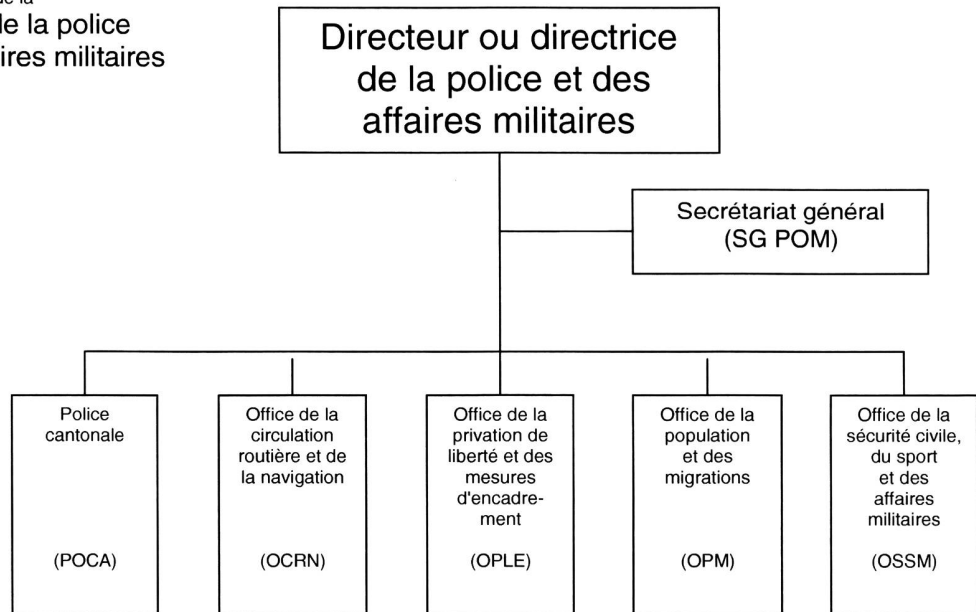 de la
de la police
ires militaires
Directeur ou directrice
de la police et des
affaires militaires
Secrétariat général
(SG POM)
Police
cantonale
(POCA)
Office de la
circulation
routière et de
la navigation
(OCRN)
Office de la
privation de
liberté et des
mesures
d'encadre-
ment
(OPLE)
Office de la
population
et des
migrations
(OPM)
Office de la
sécurité civile,
du sport
et des
affaires
militaires
(OSSM)